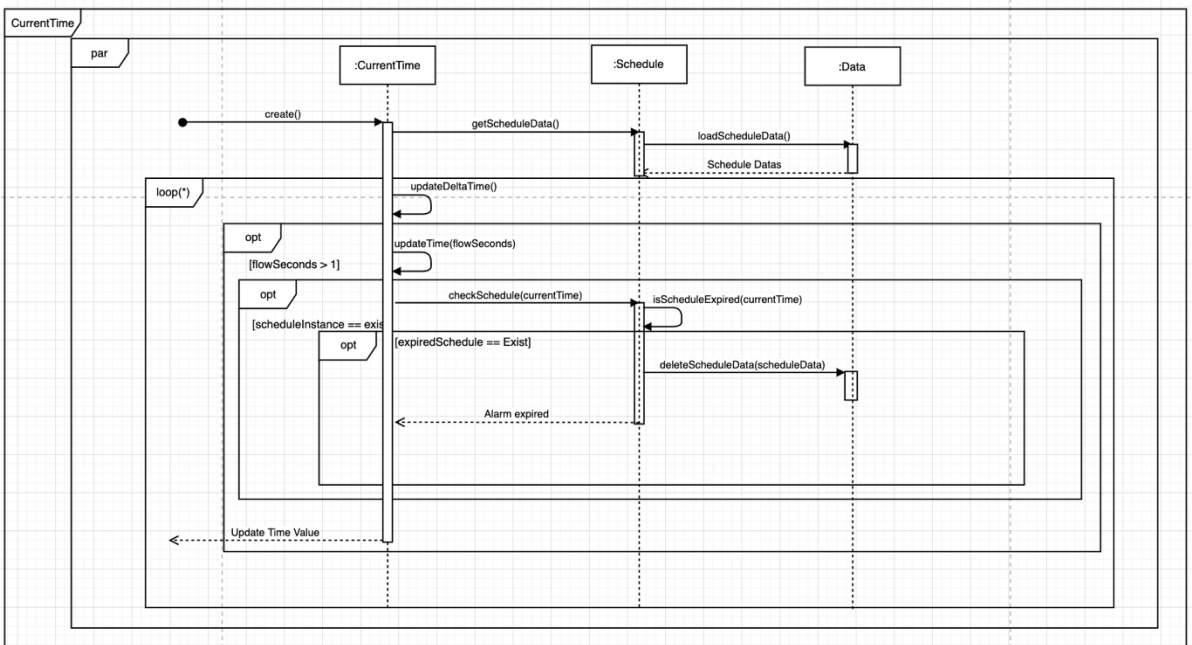 CurrentTime
par
:CurrentTime
:Schedule
:Data
create()
getScheduleData()
loadScheduleData()
Schedule Datas
loop(*)
updateDeltaTime()
opt
updateTime(flowSeconds)
[flowSeconds > 1]
opt
checkSchedule(currentTime)
isScheduleExpired(currentTime)
[scheduleInstance == exis
opt
[expiredSchedule == Exist]
deleteScheduleData(scheduleData)
Alarm expired
Update Time Value